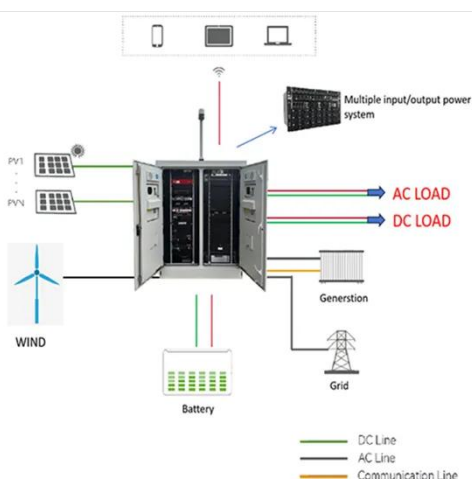 Multiple input/output power
system
PV1
PVN
AC LOAD
DC LOAD
WIND
Generstion
Grid
Battery
DC Line
AC Line
Communication Line